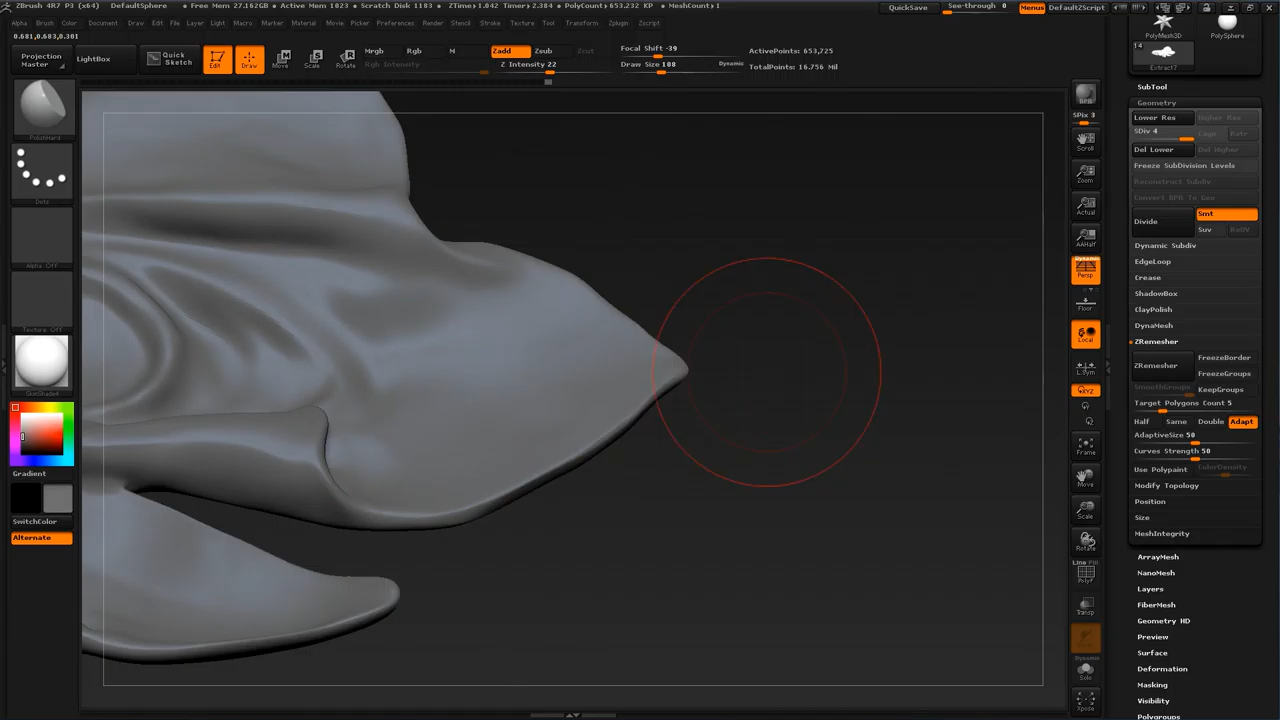 ZBrush 4R7 P3 (x64) DefaultSphere • Free Mem 27.162GB • Active Mem 1023 • Scratch Disk 1183 • ZTime▸1.042 Timer▸2.384 • PolyCount▸653.232 KP • MeshCount▸1 QuickSave See-through 0 Menus DefaultZScript
Alpha Brush Color Document Draw Edit File Layer Light Macro Marker Material Movie Picker Preferences Render Stencil Stroke Texture Tool Transform Zplugin Zscript
0.681,0.683,0.301
Projection Master
LightBox
Quick Sketch
Edit
Draw
Move
Scale
Rotate
Mrgb Rgb M
Rgb Intensity
Zadd Zsub Zcut
Z Intensity 22
Focal Shift -39
Draw Size 108 Dynamic
ActivePoints: 653,725
TotalPoints: 16.756 Mil
PolishHard
Dots
Alpha Off
Texture Off
SkinShade4
Gradient
SwitchColor
Alternate
BPR
SPix 3
Scroll
Zoom
Actual
AAHalf
Dynamic
Persp
Floor
Local
L.Sym
XYZ
Frame
Move
Scale
Rotate
Line Fill
PolyF
Transp
Dynamic
Solo
Xpose
PolyMesh3D PolySphere
14
Extract7
SubTool
Geometry
Lower Res Higher Res
SDiv 4 Cage Rstr
Del Lower Del Higher
Freeze SubDivision Levels
Reconstruct Subdiv
Convert BPR To Geo
Divide Smt
Suv ReUV
Dynamic Subdiv
EdgeLoop
Crease
ShadowBox
ClayPolish
DynaMesh
ZRemesher
ZRemesher FreezeBorder
FreezeGroups
SmoothGroups KeepGroups
Target Polygons Count 5
Half Same Double Adapt
AdaptiveSize 50
Curves Strength 50
Use Polypaint ColorDensity
Modify Topology
Position
Size
MeshIntegrity
ArrayMesh
NanoMesh
Layers
FiberMesh
Geometry HD
Preview
Surface
Deformation
Masking
Visibility
Polygroups